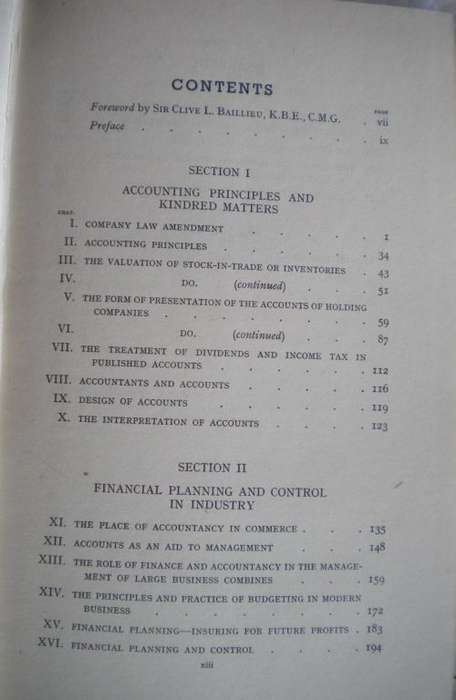 CONTENTS
PAGE
Foreword by SIR CLIVE L. BAILLIEU, K.B.E., C.M.G. . vii
Preface . . . . . . . . ix
SECTION I
ACCOUNTING PRINCIPLES AND
KINDRED MATTERS
CHAP.
I. COMPANY LAW AMENDMENT . . . . 1
II. ACCOUNTING PRINCIPLES . . . . . 34
III. THE VALUATION OF STOCK-IN-TRADE OR INVENTORIES . 43
IV. DO. (continued) . . . 51
V. THE FORM OF PRESENTATION OF THE ACCOUNTS OF HOLDING
COMPANIES . . . . . . . 59
VI. DO. (continued) . . . 87
VII. THE TREATMENT OF DIVIDENDS AND INCOME TAX IN
PUBLISHED ACCOUNTS . . . . . 112
VIII. ACCOUNTANTS AND ACCOUNTS . . . . 116
IX. DESIGN OF ACCOUNTS . . . . . 119
X. THE INTERPRETATION OF ACCOUNTS . . . . 123
SECTION II
FINANCIAL PLANNING AND CONTROL
IN INDUSTRY
XI. THE PLACE OF ACCOUNTANCY IN COMMERCE . . . 135
XII. ACCOUNTS AS AN AID TO MANAGEMENT . . . 148
XIII. THE ROLE OF FINANCE AND ACCOUNTANCY IN THE MANAGE-
MENT OF LARGE BUSINESS COMBINES . . . 159
XIV. THE PRINCIPLES AND PRACTICE OF BUDGETING IN MODERN
BUSINESS . . . . . . . 172
XV. FINANCIAL PLANNING—INSURING FOR FUTURE PROFITS . 183
XVI. FINANCIAL PLANNING AND CONTROL . . . . 194
xiii